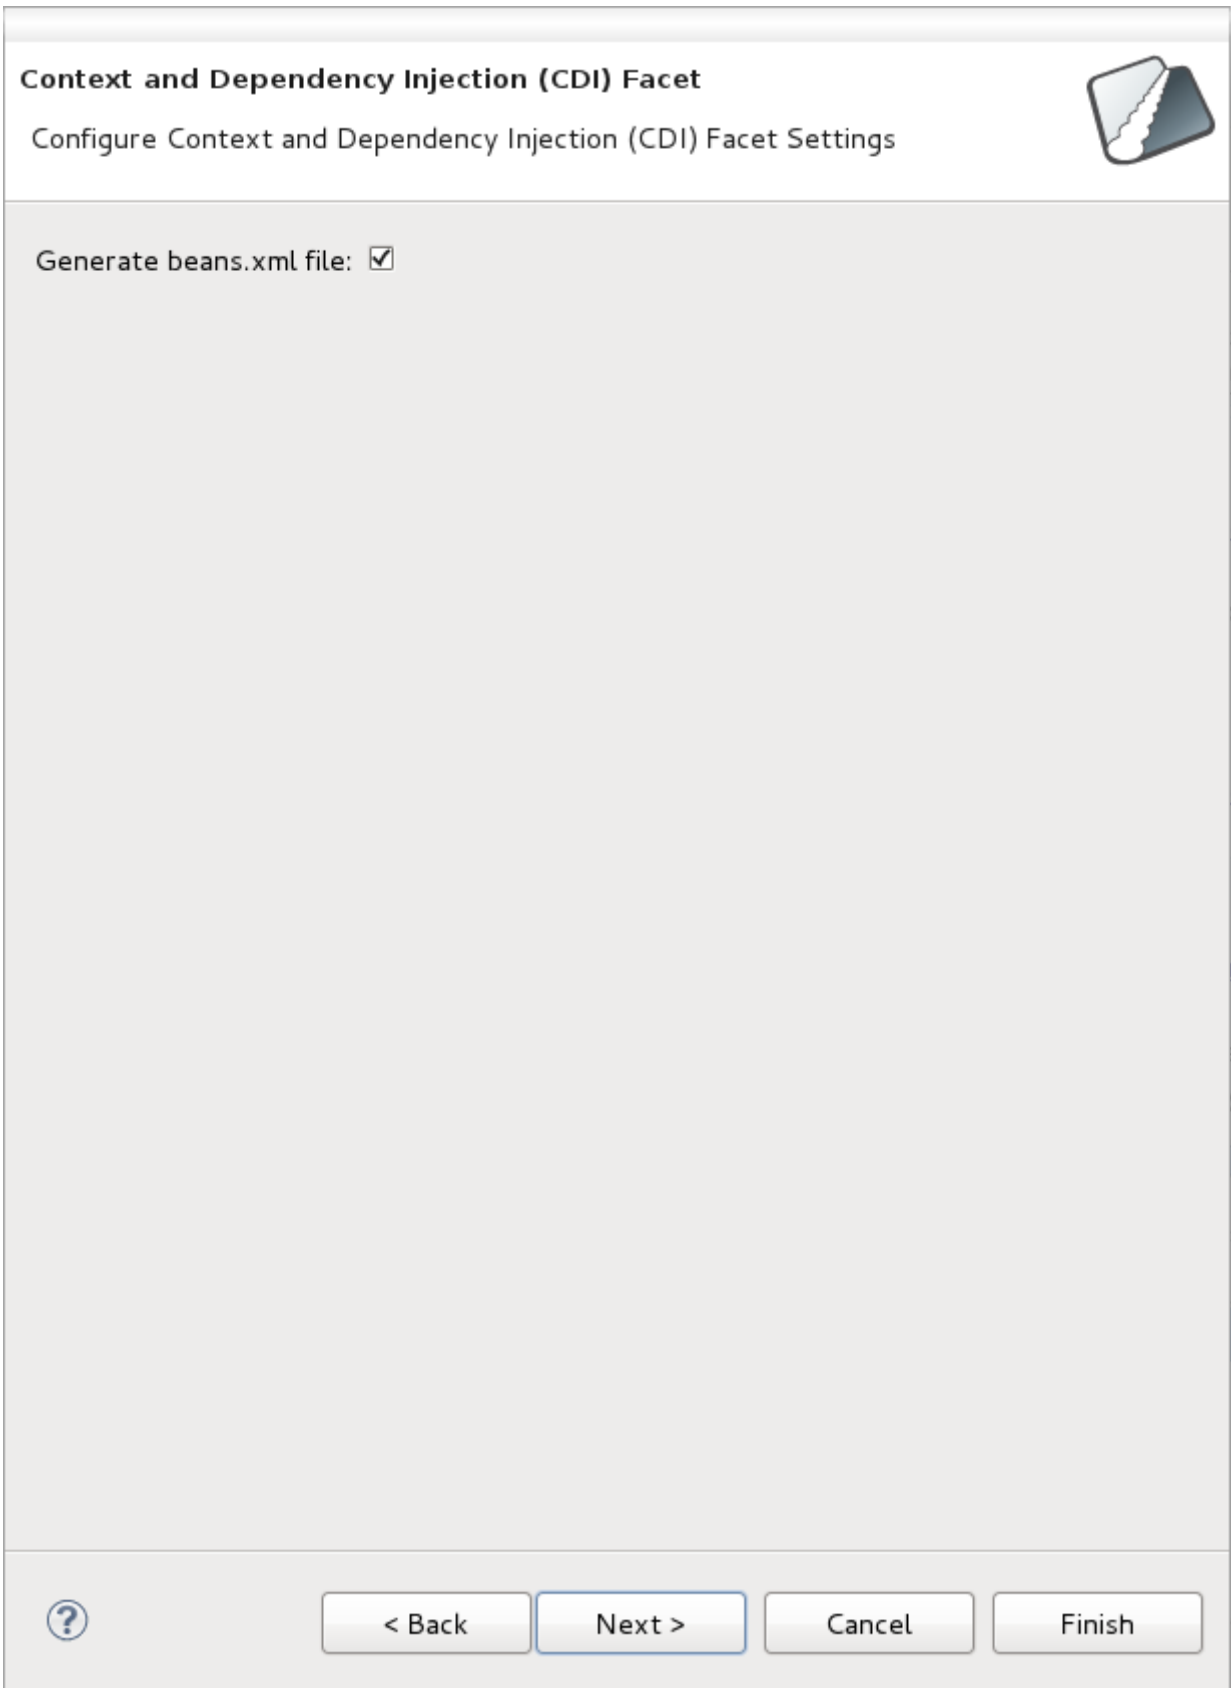 Context and Dependency Injection (CDI) Facet
Configure Context and Dependency Injection (CDI) Facet Settings
Generate beans.xml file:
?
< Back
Next >
Cancel
Finish